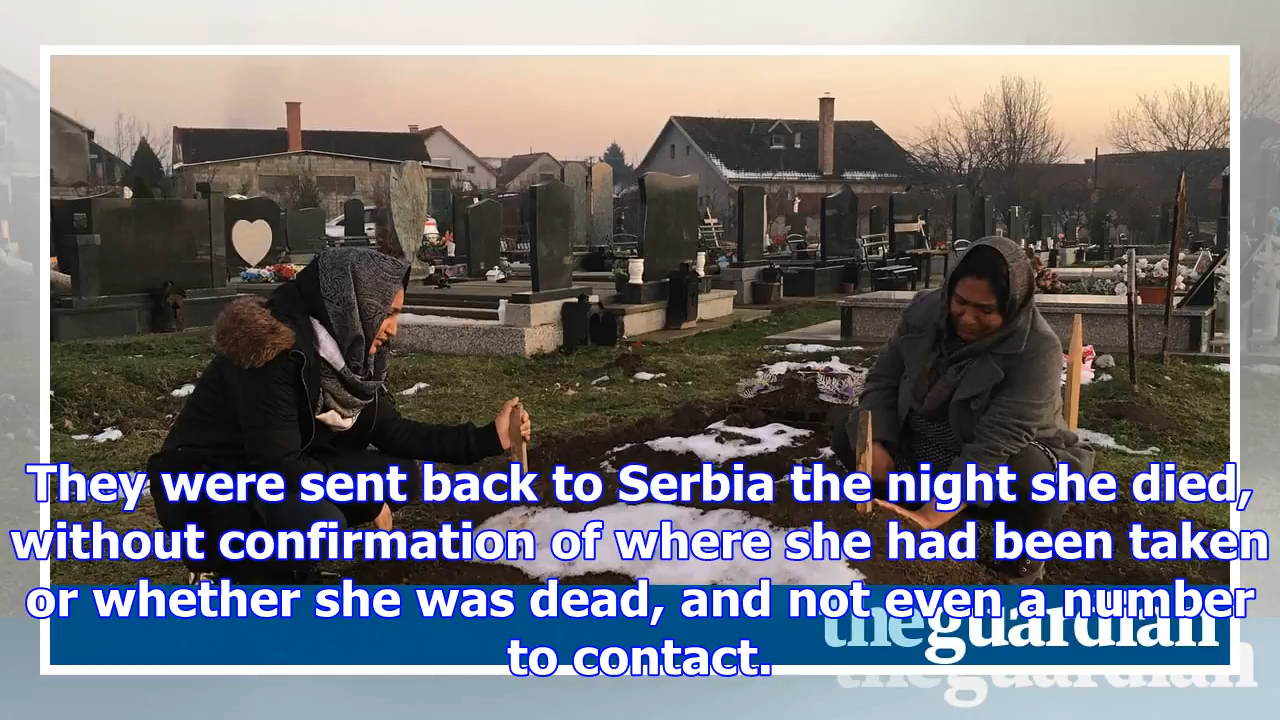 They were sent back to Serbia the night she died,
without confirmation of where she had been taken
or whether she was dead, and not even a number
to contact.
theguardian
theguardian